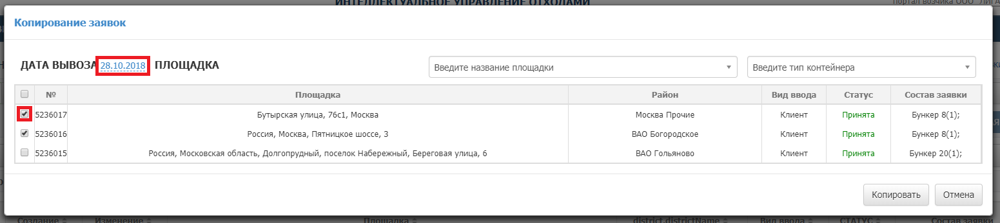 ИНТЕЛЛЕКТУАЛЬНОЕ УПРАВЛЕНИЕ ОТХОДАМИ
Портал возчика ООО "ЛИГА
Копирование заявок
ДАТА ВЫВОЗА 28.10.2018 ПЛОЩАДКА Введите название площадки Введите тип контейнера
№ Площадка Район Вид ввода Статус Состав заявки
5236017 Бутырская улица, 76с1, Москва Москва Прочие Клиент Принята Бункер 8(1);
5236016 Россия, Москва, Пятницкое шоссе, 3 ВАО Богородское Клиент Принята Бункер 8(1);
5236015 Россия, Московская область, Долгопрудный, поселок Набережный, Береговая улица, 6 ВАО Гольяново Клиент Принята Бункер 20(1);
Копировать Отмена
Создание Изменение Площадка district.districtName Вид ввода СТАТУС Состав заявки